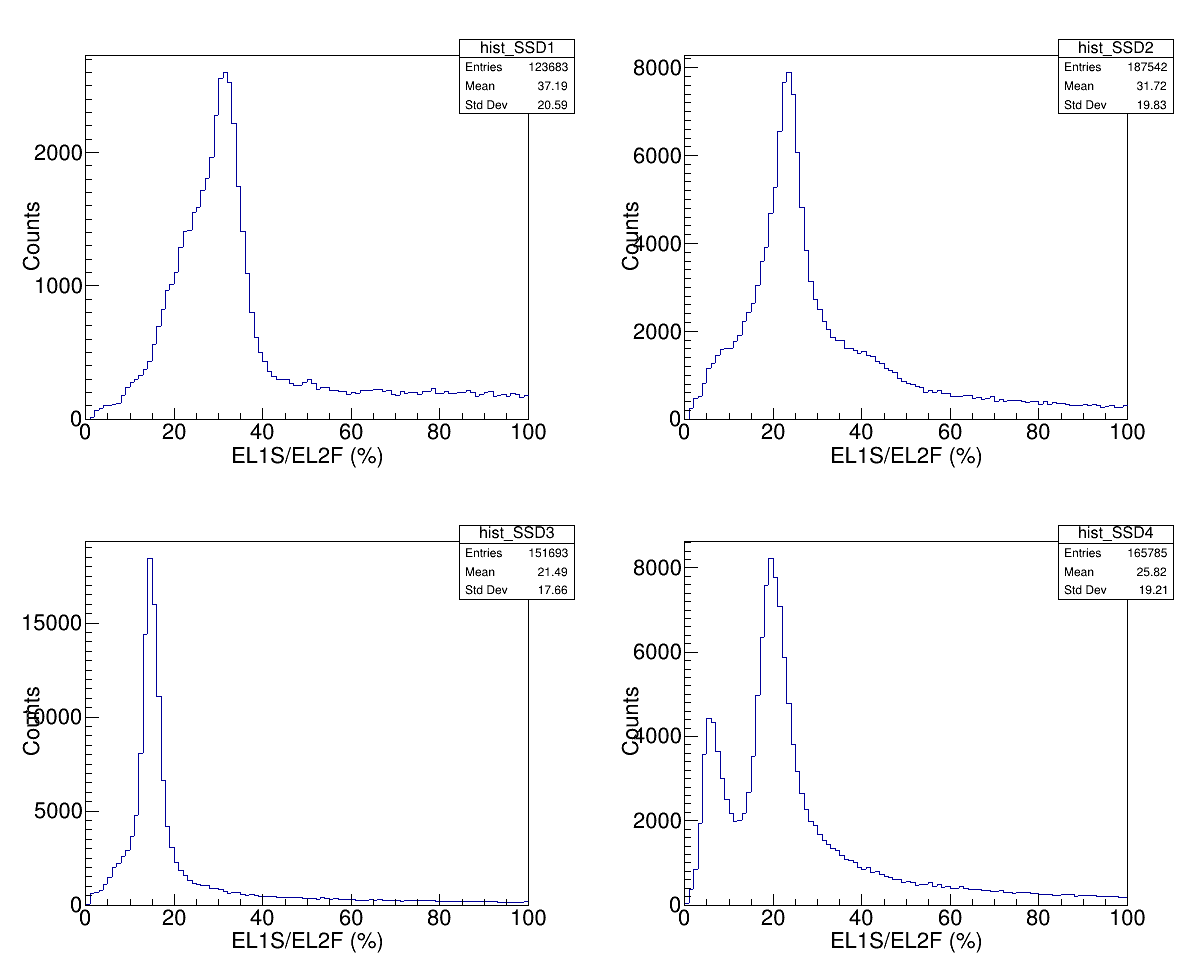 hist_SSD1
Entries 123683
Mean 37.19
Std Dev 20.59
Counts
2000
1000
0
0 20 40 60 80 100
EL1S/EL2F (%)
hist_SSD2
Entries 187542
Mean 31.72
Std Dev 19.83
Counts
8000
6000
4000
2000
0
0 20 40 60 80 100
EL1S/EL2F (%)
hist_SSD3
Entries 151693
Mean 21.49
Std Dev 17.66
Counts
15000
10000
5000
0
0 20 40 60 80 100
EL1S/EL2F (%)
hist_SSD4
Entries 165785
Mean 25.82
Std Dev 19.21
Counts
8000
6000
4000
2000
0
0 20 40 60 80 100
EL1S/EL2F (%)